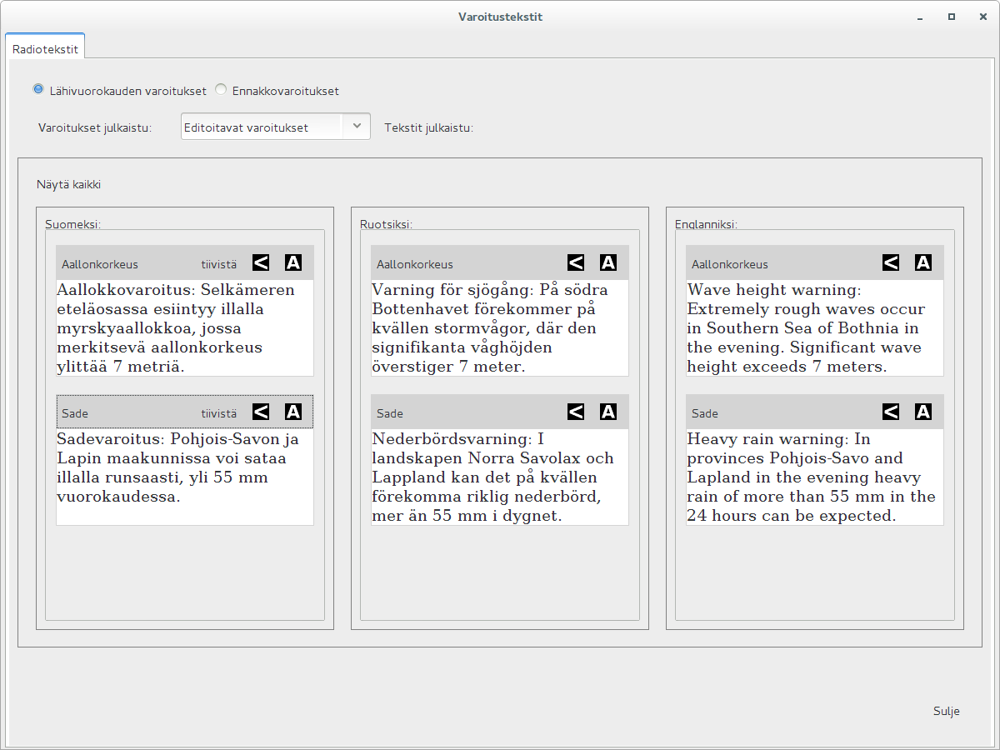 Varoitustekstit
Radiotekstit
Lähivuorokauden varoitukset Ennakkovaroitukset
Varoitukset julkaistu: Editoitavat varoitukset Tekstit julkaistu:
Näytä kaikki
Suomeksi:
Aallonkorkeus tiivistä < A
Aallokkovaroitus: Selkämeren
eteläosassa esiintyy illalla
myrskyaallokkoa, jossa
merkitsevä aallonkorkeus
ylittää 7 metriä.
Sade tiivistä < A
Sadevaroitus: Pohjois-Savon ja
Lapin maakunnissa voi sataa
illalla runsaasti, yli 55 mm
vuorokaudessa.
Ruotsiksi:
Aallonkorkeus < A
Varning för sjögång: På södra
Bottenhavet förekommer på
kvällen stormvågor, där den
signifikanta våghöjden
överstiger 7 meter.
Sade < A
Nederbördsvarning: I
landskapen Norra Savolax och
Lappland kan det på kvällen
förekomma riklig nederbörd,
mer än 55 mm i dygnet.
Englanniksi:
Aallonkorkeus < A
Wave height warning:
Extremely rough waves occur
in Southern Sea of Bothnia in
the evening. Significant wave
height exceeds 7 meters.
Sade < A
Heavy rain warning: In
provinces Pohjois-Savo and
Lapland in the evening heavy
rain of more than 55 mm in the
24 hours can be expected.
Sulje